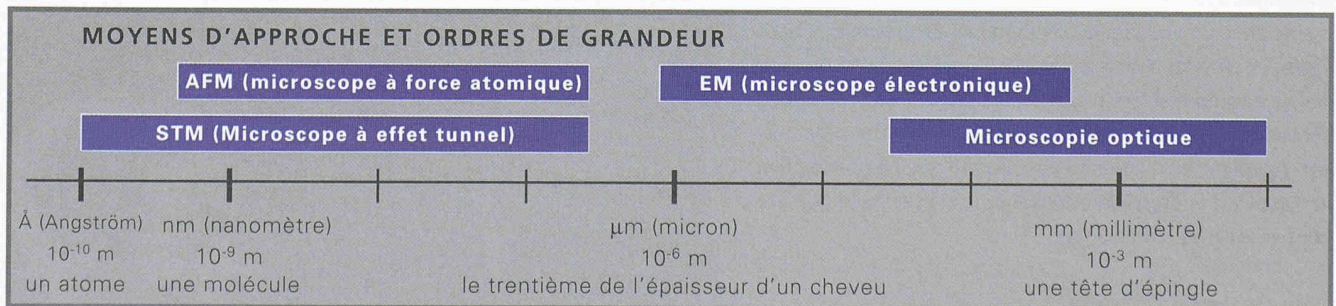 MOYENS D'APPROCHE ET ORDRES DE GRANDEUR
AFM (microscope à force atomique)
EM (microscope électronique)
STM (Microscope à effet tunnel)
Microscopie optique
Å (Angström)
10⁻¹⁰ m
un atome
nm (nanomètre)
10⁻⁹ m
une molécule
µm (micron)
10⁻⁶ m
le trentième de l'épaisseur d'un cheveu
mm (millimètre)
10⁻³ m
une tête d'épingle